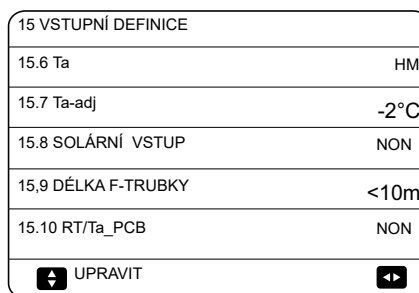 15 VSTUPNÍ DEFINICE
15.6 Ta HM
15.7 Ta-adj -2°C
15.8 SOLÁRNÍ VSTUP NON
15,9 DÉLKA F-TRUBKY <10m
15.10 RT/Ta_PCB NON
UPRAVIT